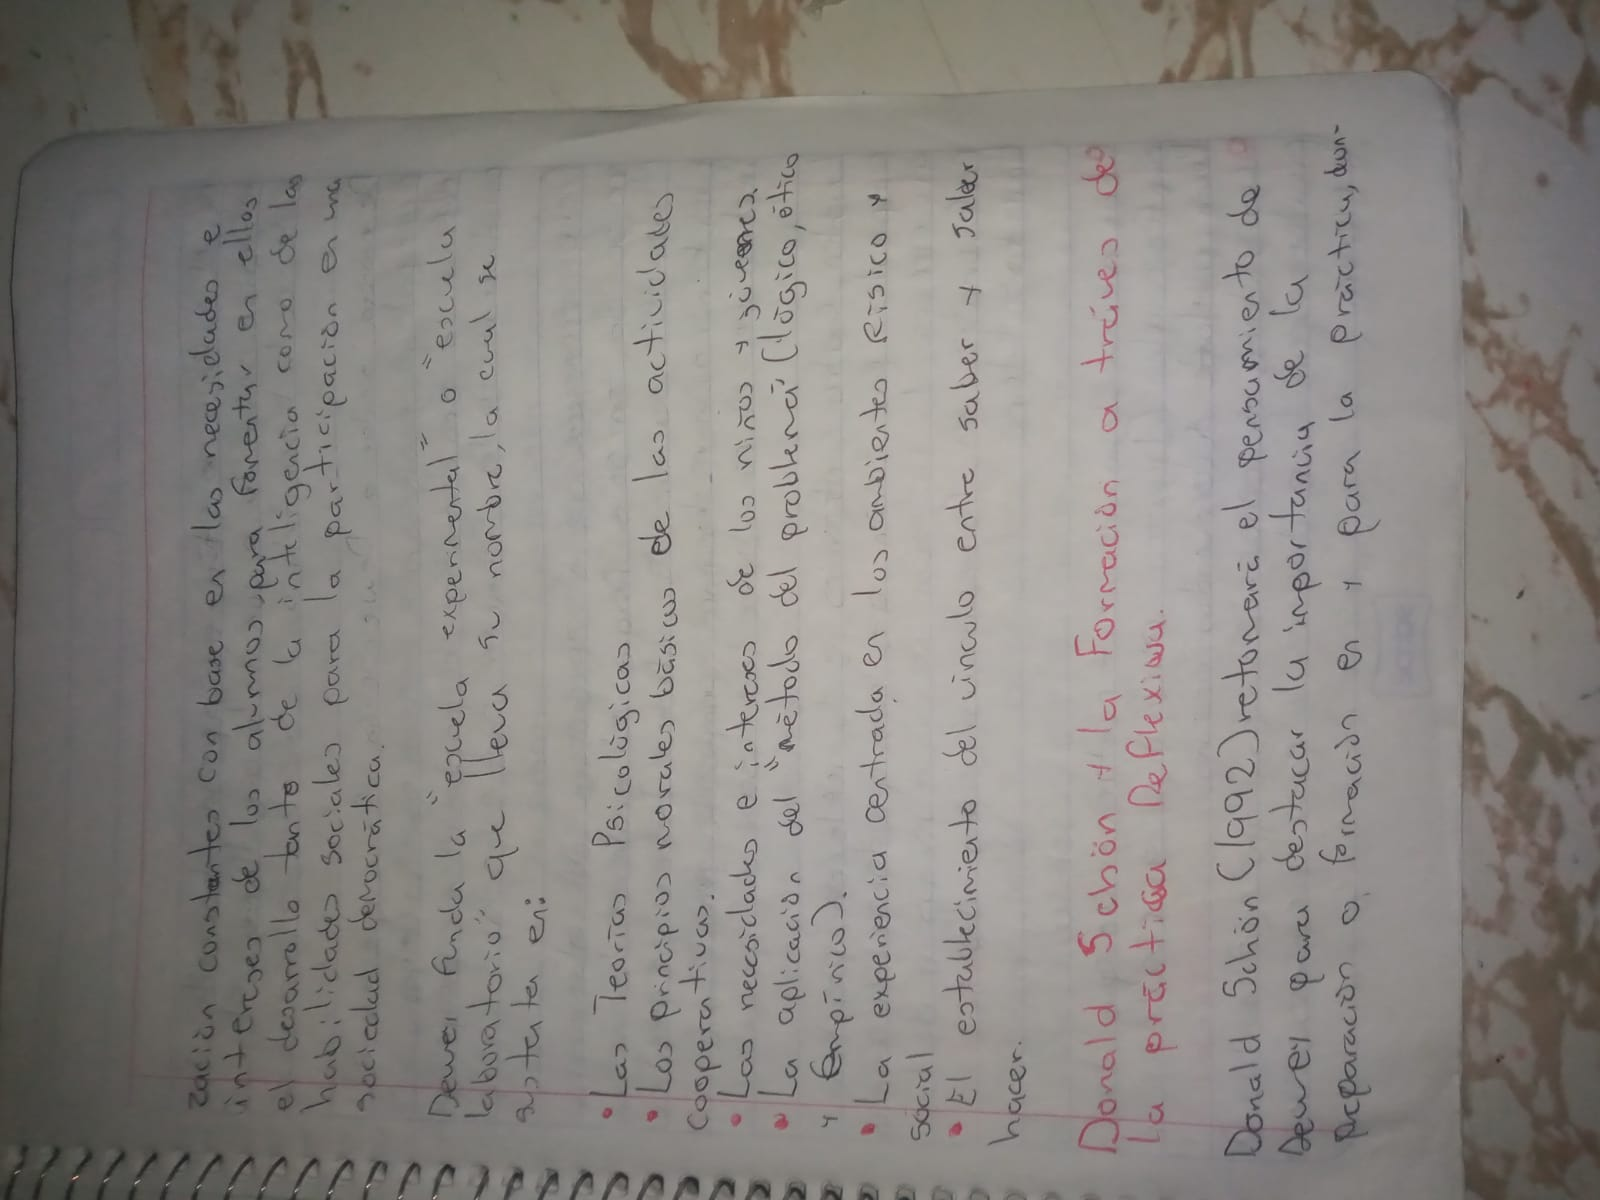 zación constantes con base en las necesidades e
intereses de los alumnos, para fomentar en ellos
el desarrollo tanto de la inteligencia como de las
habilidades sociales para la participación en una
sociedad democrática.
Dewey funda la "escuela experimental" o "escuela
laboratorio" que lleva su nombre, la cual se
sustenta en:
• Las Teorías Psicológicas
• Los principios morales básicos de las actividades
cooperativas.
• Las necesidades e intereses de los niños y jóvenes.
• La aplicación del "método del problema" (lógico, ético
y empírico).
• La experiencia centrada en los ambientes físico y
social
• El establecimiento del vínculo entre saber y saber
hacer.
Donald Schön y la Formación a tráves de
la práctica Reflexiva.
Donald Schön (1992) retomará el pensamiento de
Dewey para destacar la importancia de la
preparación o formación en y para la práctica, dón-